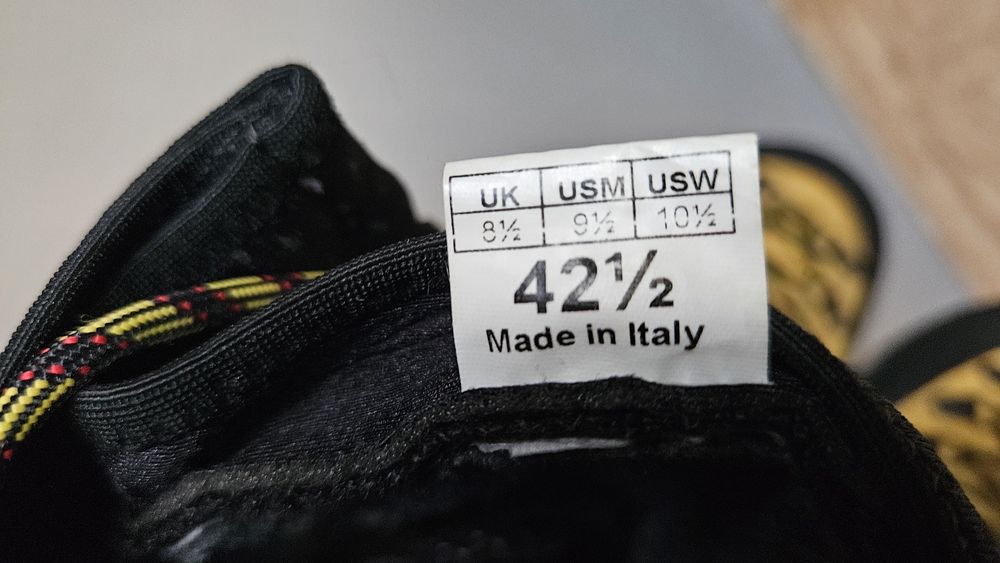 UK USM USW
8½ 9½ 10½
42½
Made in Italy